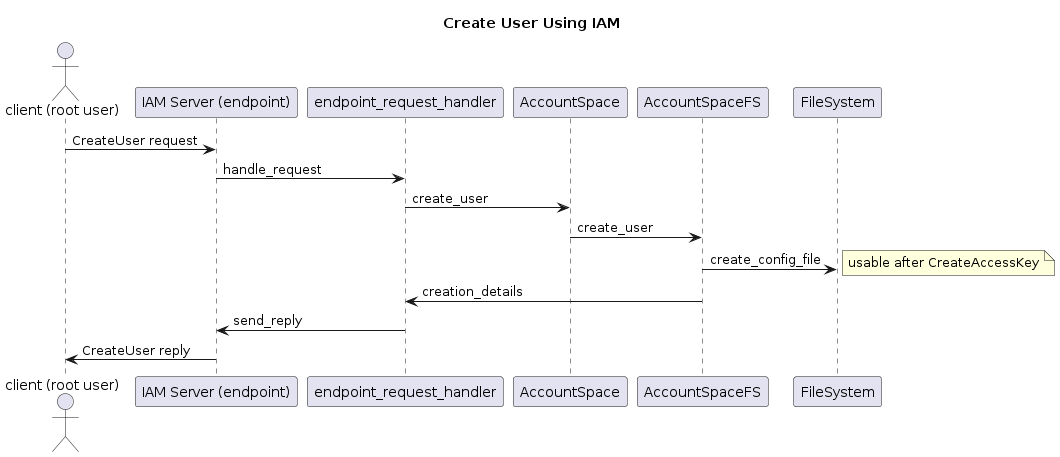 Create User Using IAM
client (root user)
IAM Server (endpoint)
endpoint_request_handler
AccountSpace
AccountSpaceFS
FileSystem
CreateUser request
handle_request
create_user
create_user
create_config_file
usable after CreateAccessKey
creation_details
send_reply
CreateUser reply
client (root user)
IAM Server (endpoint)
endpoint_request_handler
AccountSpace
AccountSpaceFS
FileSystem